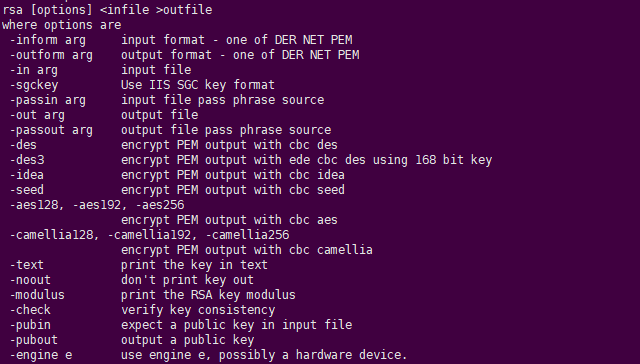 rsa [options] <infile >outfile
where options are
 -inform arg     input format - one of DER NET PEM
 -outform arg    output format - one of DER NET PEM
 -in arg         input file
 -sgckey         Use IIS SGC key format
 -passin arg     input file pass phrase source
 -out arg        output file
 -passout arg    output file pass phrase source
 -des            encrypt PEM output with cbc des
 -des3           encrypt PEM output with ede cbc des using 168 bit key
 -idea           encrypt PEM output with cbc idea
 -seed           encrypt PEM output with cbc seed
 -aes128, -aes192, -aes256
                 encrypt PEM output with cbc aes
 -camellia128, -camellia192, -camellia256
                 encrypt PEM output with cbc camellia
 -text           print the key in text
 -noout          don't print key out
 -modulus        print the RSA key modulus
 -check          verify key consistency
 -pubin          expect a public key in input file
 -pubout         output a public key
 -engine e       use engine e, possibly a hardware device.